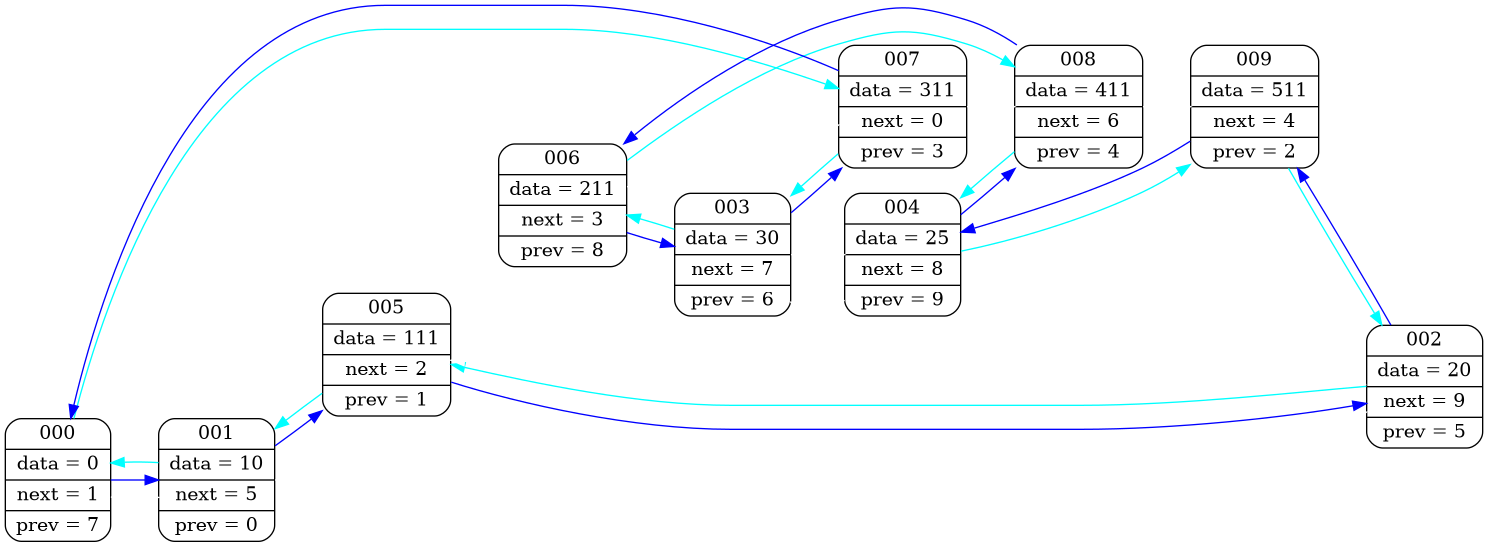 007
data = 311
next = 0
prev = 3
008
data = 411
next = 6
prev = 4
009
data = 511
next = 4
prev = 2
006
data = 211
next = 3
prev = 8
003
data = 30
next = 7
prev = 6
004
data = 25
next = 8
prev = 9
005
data = 111
next = 2
prev = 1
002
data = 20
next = 9
prev = 5
000
data = 0
next = 1
prev = 7
001
data = 10
next = 5
prev = 0